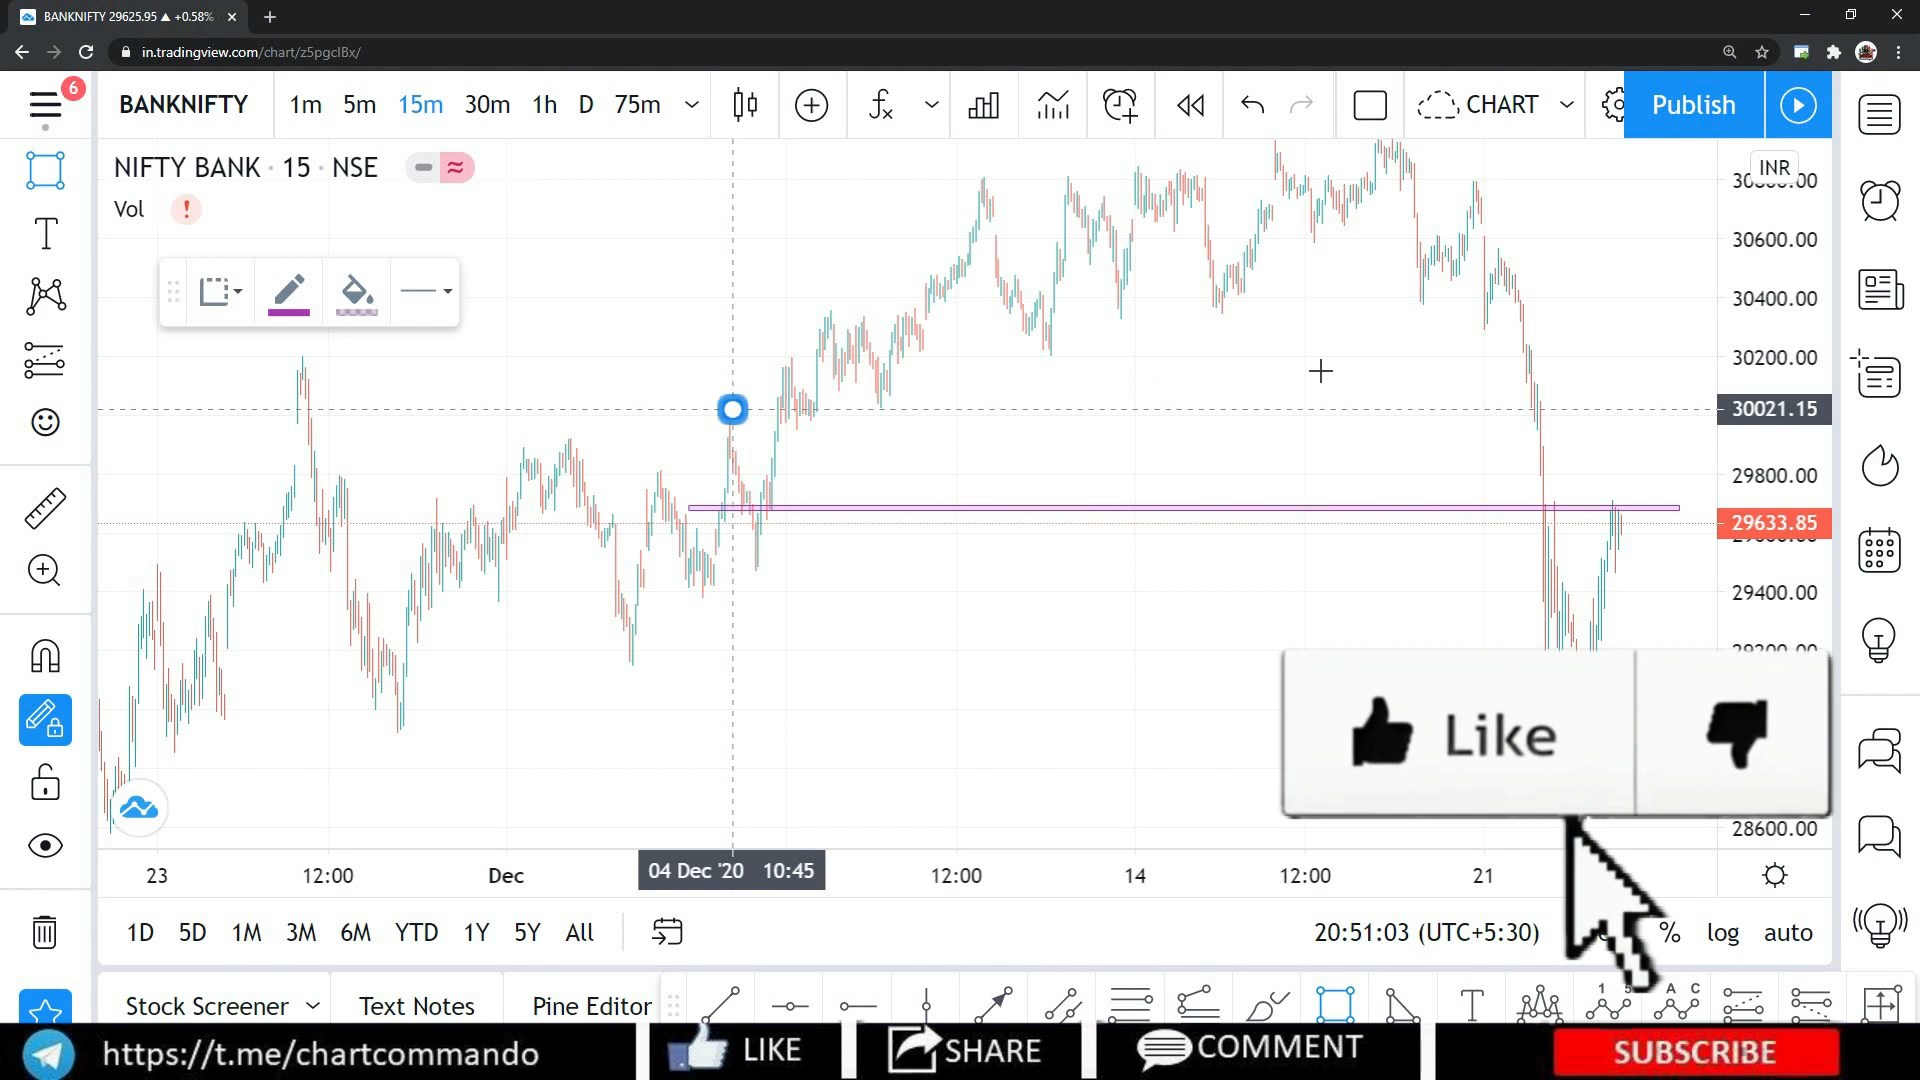 BANKNIFTY 29625.95 ▲ +0.58%
in.tradingview.com/chart/z5pgclBx/
6
BANKNIFTY 1m 5m 15m 30m 1h D 75m CHART Publish
NIFTY BANK · 15 · NSE
INR
Vol !
30600.00
30400.00
30200.00
30021.15
29800.00
29633.85
29400.00
Like
28600.00
23 12:00 Dec 04 Dec '20 10:45 12:00 14 12:00 21
1D 5D 1M 3M 6M YTD 1Y 5Y All 20:51:03 (UTC+5:30) % log auto
Stock Screener Text Notes Pine Editor
https://t.me/chartcommando LIKE SHARE COMMENT SUBSCRIBE